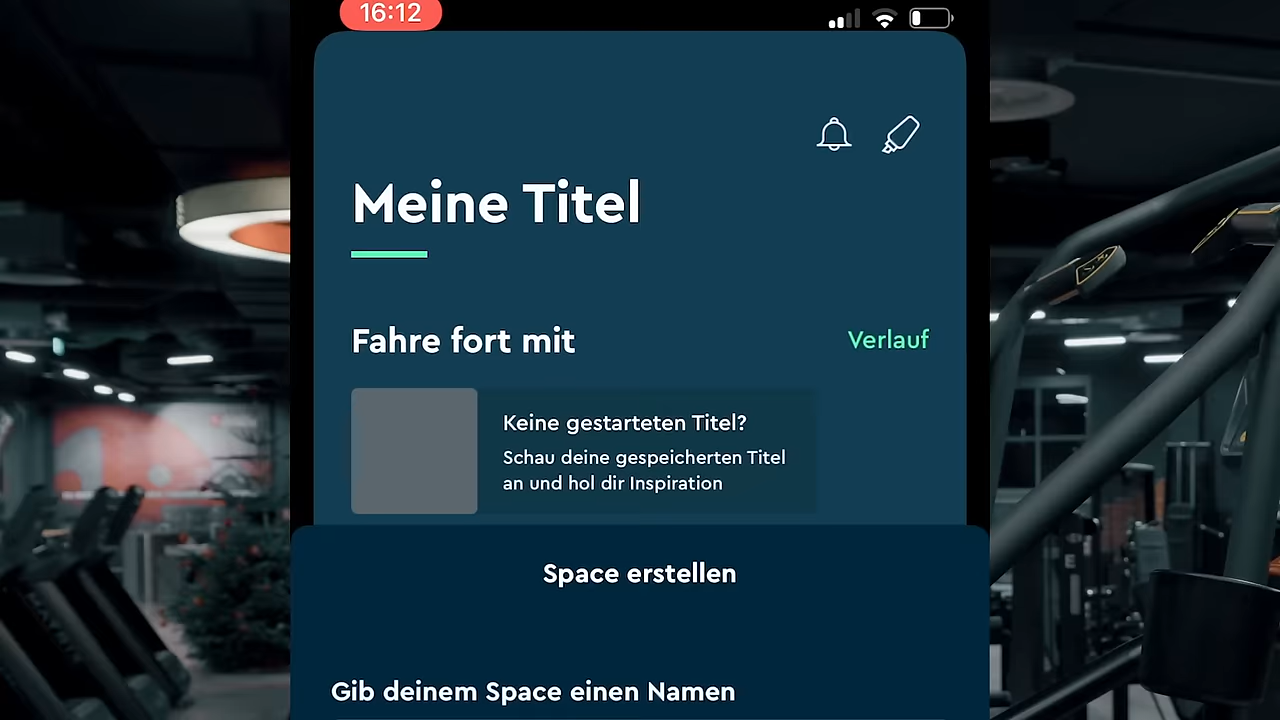 16:12
Meine Titel
Fahre fort mit
Verlauf
Keine gestarteten Titel?
Schau deine gespeicherten Titel
an und hol dir Inspiration
Space erstellen
Gib deinem Space einen Namen